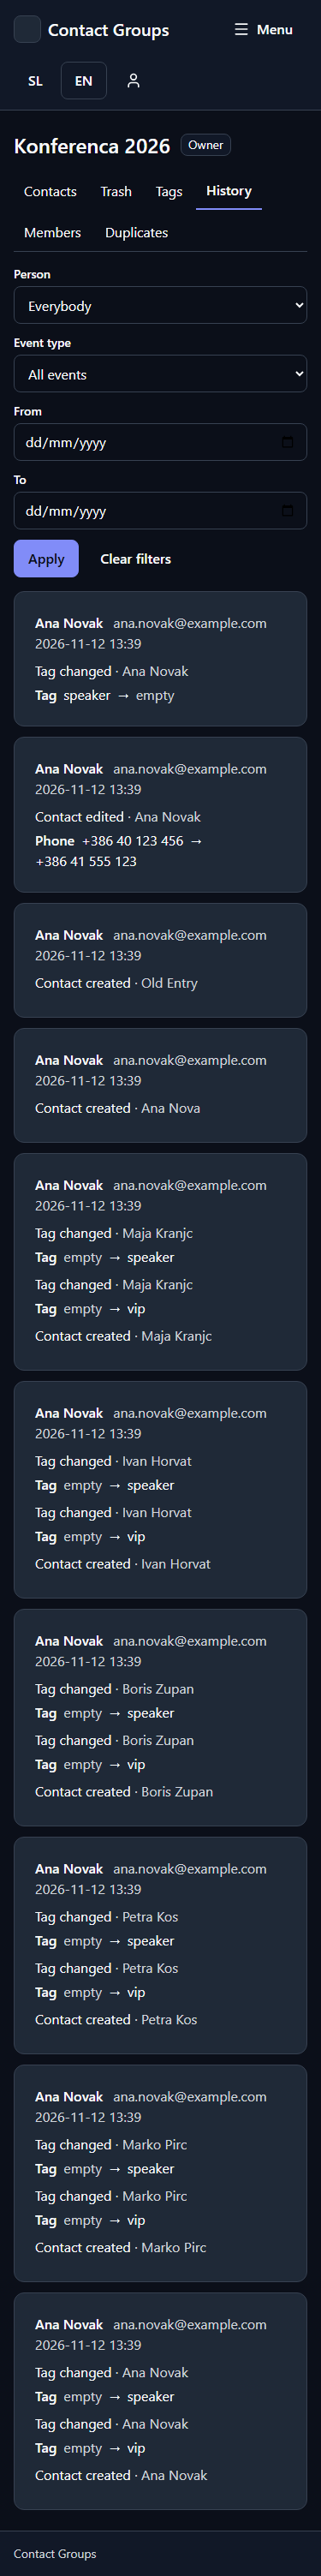 Contact Groups
Menu
SL
EN
Konferenca 2026
Owner
Contacts
Trash
Tags
History
Members
Duplicates
Person
Everybody
Event type
All events
From
dd/mm/yyyy
To
dd/mm/yyyy
Apply
Clear filters
Ana Novak ana.novak@example.com
2026-11-12 13:39
Tag changed · Ana Novak
Tag speaker → empty
Ana Novak ana.novak@example.com
2026-11-12 13:39
Contact edited · Ana Novak
Phone +386 40 123 456 →
+386 41 555 123
Ana Novak ana.novak@example.com
2026-11-12 13:39
Contact created · Old Entry
Ana Novak ana.novak@example.com
2026-11-12 13:39
Contact created · Ana Nova
Ana Novak ana.novak@example.com
2026-11-12 13:39
Tag changed · Maja Kranjc
Tag empty → speaker
Tag changed · Maja Kranjc
Tag empty → vip
Contact created · Maja Kranjc
Ana Novak ana.novak@example.com
2026-11-12 13:39
Tag changed · Ivan Horvat
Tag empty → speaker
Tag changed · Ivan Horvat
Tag empty → vip
Contact created · Ivan Horvat
Ana Novak ana.novak@example.com
2026-11-12 13:39
Tag changed · Boris Zupan
Tag empty → speaker
Tag changed · Boris Zupan
Tag empty → vip
Contact created · Boris Zupan
Ana Novak ana.novak@example.com
2026-11-12 13:39
Tag changed · Petra Kos
Tag empty → speaker
Tag changed · Petra Kos
Tag empty → vip
Contact created · Petra Kos
Ana Novak ana.novak@example.com
2026-11-12 13:39
Tag changed · Marko Pirc
Tag empty → speaker
Tag changed · Marko Pirc
Tag empty → vip
Contact created · Marko Pirc
Ana Novak ana.novak@example.com
2026-11-12 13:39
Tag changed · Ana Novak
Tag empty → speaker
Tag changed · Ana Novak
Tag empty → vip
Contact created · Ana Novak
Contact Groups